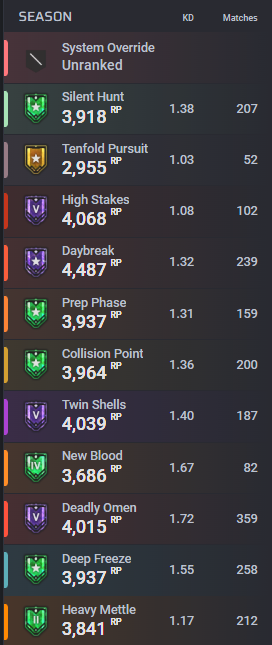 SEASON KD Matches
System Override
Unranked
Silent Hunt
3,918 RP 1.38 207
Tenfold Pursuit
2,955 RP 1.03 52
High Stakes
V 4,068 RP 1.08 102
Daybreak
4,487 RP 1.32 239
Prep Phase
3,937 RP 1.31 159
Collision Point
3,964 RP 1.36 200
Twin Shells
V 4,039 RP 1.40 187
New Blood
IV 3,686 RP 1.67 82
Deadly Omen
V 4,015 RP 1.72 359
Deep Freeze
3,937 RP 1.55 258
Heavy Mettle
II 3,841 RP 1.17 212